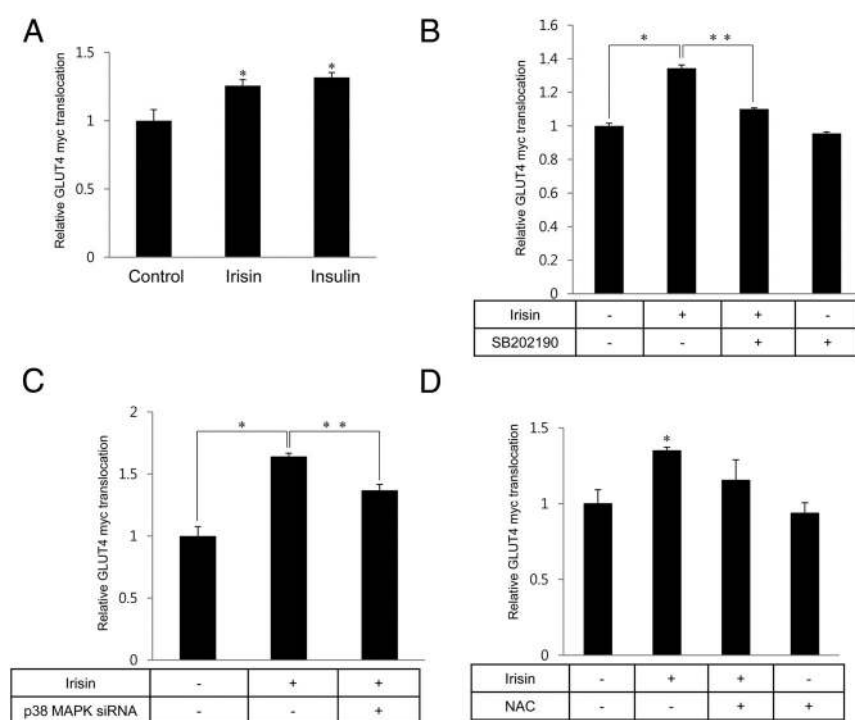 A
Relative GLUT4 myc translocation
1.5
1
0.5
0
*
*
Control Irisin Insulin
B
Relative GLUT4 myc translocation
1.6
1.4
1.2
1
0.8
0.6
0.4
0.2
0
* **
Irisin - + + -
SB202190 - - + +
C
Relative GLUT4 myc translocation
2
1.5
1
0.5
0
* **
Irisin - + +
p38 MAPK siRNA - - +
D
Relative GLUT4 myc translocation
1.5
1
0.5
0
*
Irisin - + + -
NAC - - + +